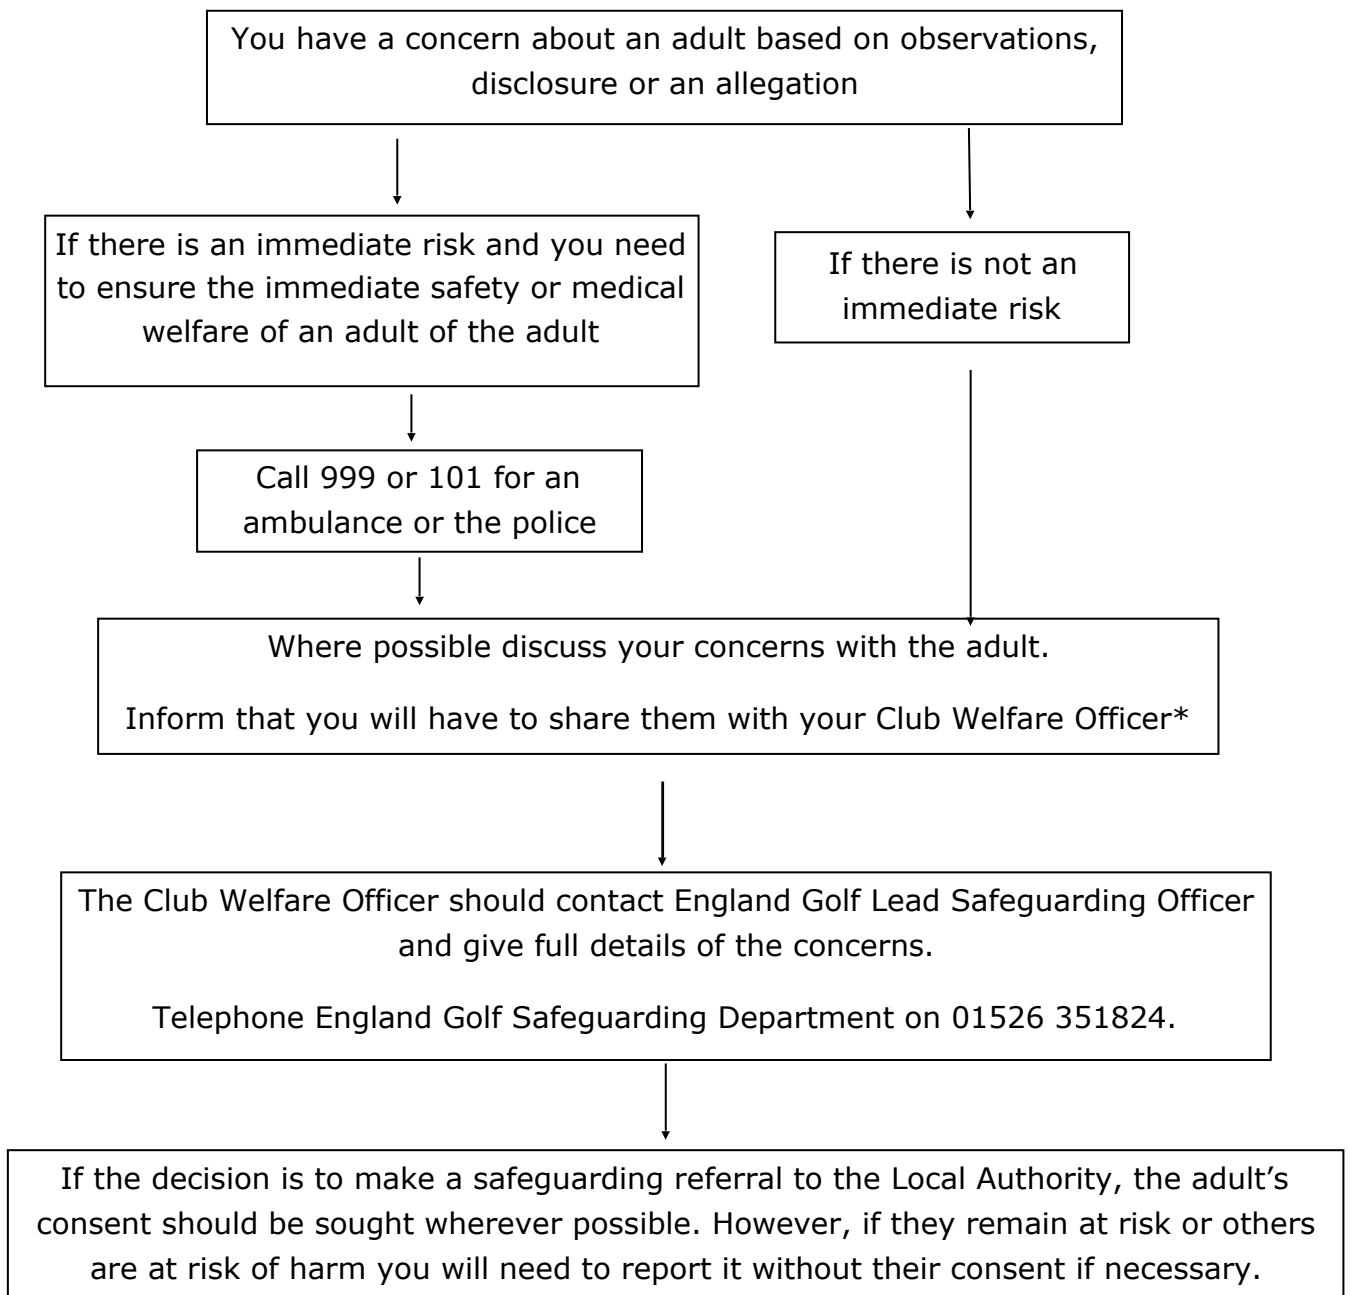 You have a concern about an adult based on observations,
disclosure or an allegation
If there is an immediate risk and you need
to ensure the immediate safety or medical
welfare of an adult of the adult
If there is not an
immediate risk
Call 999 or 101 for an
ambulance or the police
Where possible discuss your concerns with the adult.
Inform that you will have to share them with your Club Welfare Officer*
The Club Welfare Officer should contact England Golf Lead Safeguarding Officer
and give full details of the concerns.
Telephone England Golf Safeguarding Department on 01526 351824.
If the decision is to make a safeguarding referral to the Local Authority, the adult’s
consent should be sought wherever possible. However, if they remain at risk or others
are at risk of harm you will need to report it without their consent if necessary.